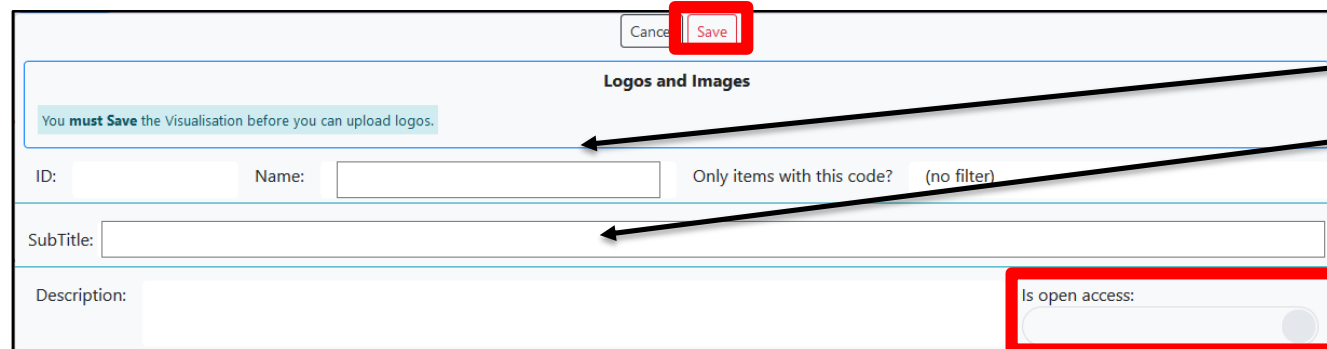 Cancel Save
Logos and Images
You must Save the Visualisation before you can upload logos.
ID: Name: Only items with this code? (no filter)
SubTitle:
Description: Is open access: